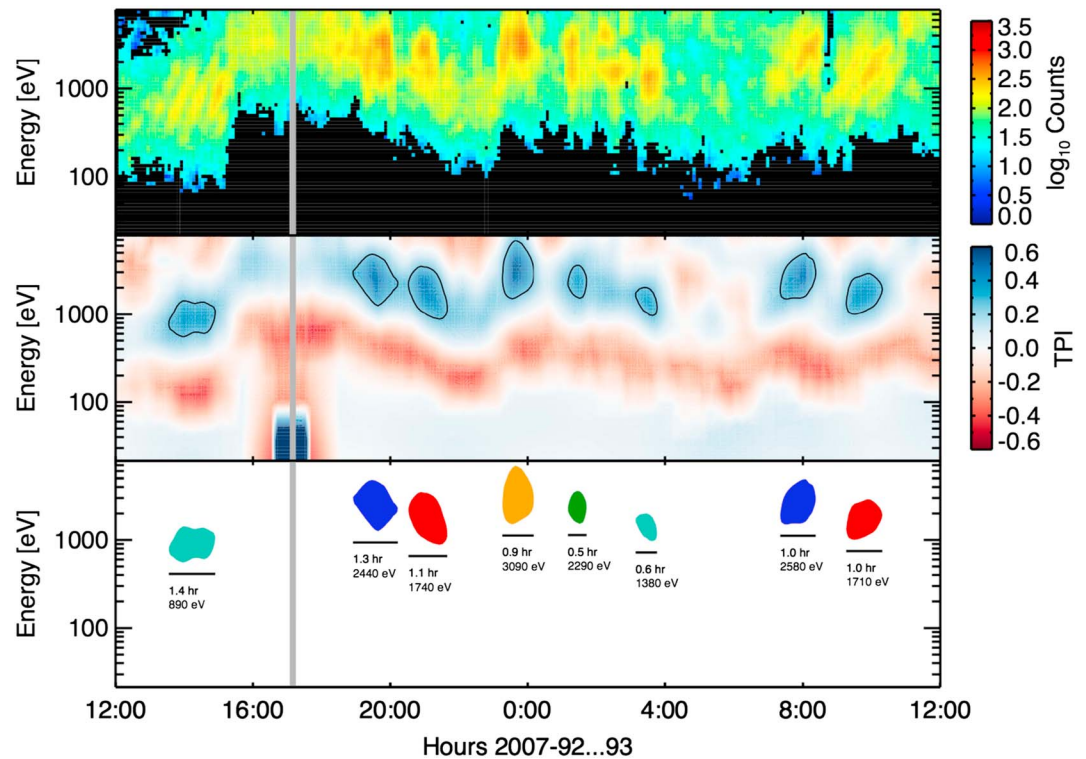 Energy [eV]
1000
100
3.5
3.0
2.5
2.0
1.5
1.0
0.5
0.0
log10 Counts
Energy [eV]
1000
100
0.6
0.4
0.2
0.0
-0.2
-0.4
-0.6
TPI
Energy [eV]
1000
100
1.4 hr
890 eV
1.3 hr
2440 eV
1.1 hr
1740 eV
0.9 hr
3090 eV
0.5 hr
2290 eV
0.6 hr
1380 eV
1.0 hr
2580 eV
1.0 hr
1710 eV
12:00 16:00 20:00 0:00 4:00 8:00 12:00
Hours 2007-92...93